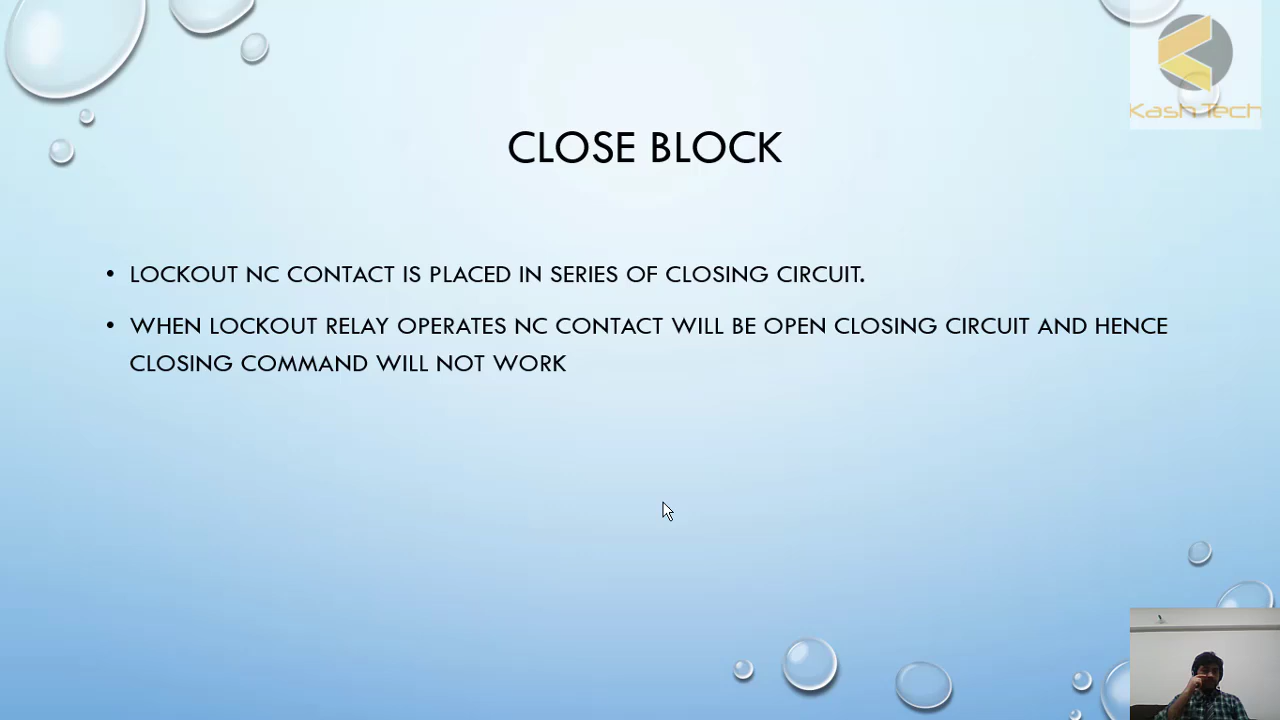 Kash Tech
CLOSE BLOCK
• LOCKOUT NC CONTACT IS PLACED IN SERIES OF CLOSING CIRCUIT.
• WHEN LOCKOUT RELAY OPERATES NC CONTACT WILL BE OPEN CLOSING CIRCUIT AND HENCE
CLOSING COMMAND WILL NOT WORK